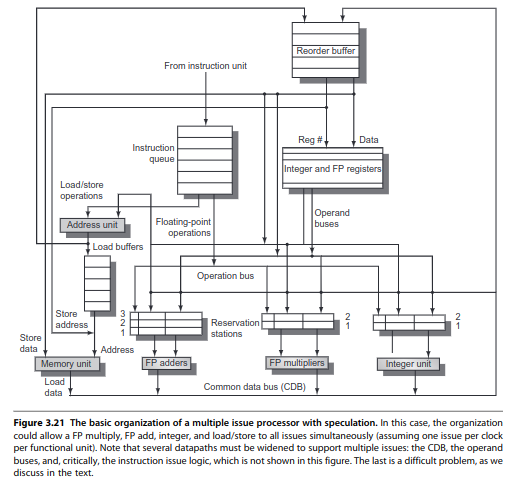 Reorder buffer
From instruction unit
Reg #
Data
Instruction
queue
Integer and FP registers
Load/store
operations
Operand
buses
Floating-point
operations
Address unit
Load buffers
Operation bus
Store
address
3
2
1
Reservation
stations
2
1
2
1
Store
data
Address
Memory unit
FP adders
FP multipliers
Integer unit
Load
data
Common data bus (CDB)
Figure 3.21 The basic organization of a multiple issue processor with speculation. In this case, the organization
could allow a FP multiply, FP add, integer, and load/store to all issues simultaneously (assuming one issue per clock
per functional unit). Note that several datapaths must be widened to support multiple issues: the CDB, the operand
buses, and, critically, the instruction issue logic, which is not shown in this figure. The last is a difficult problem, as we
discuss in the text.